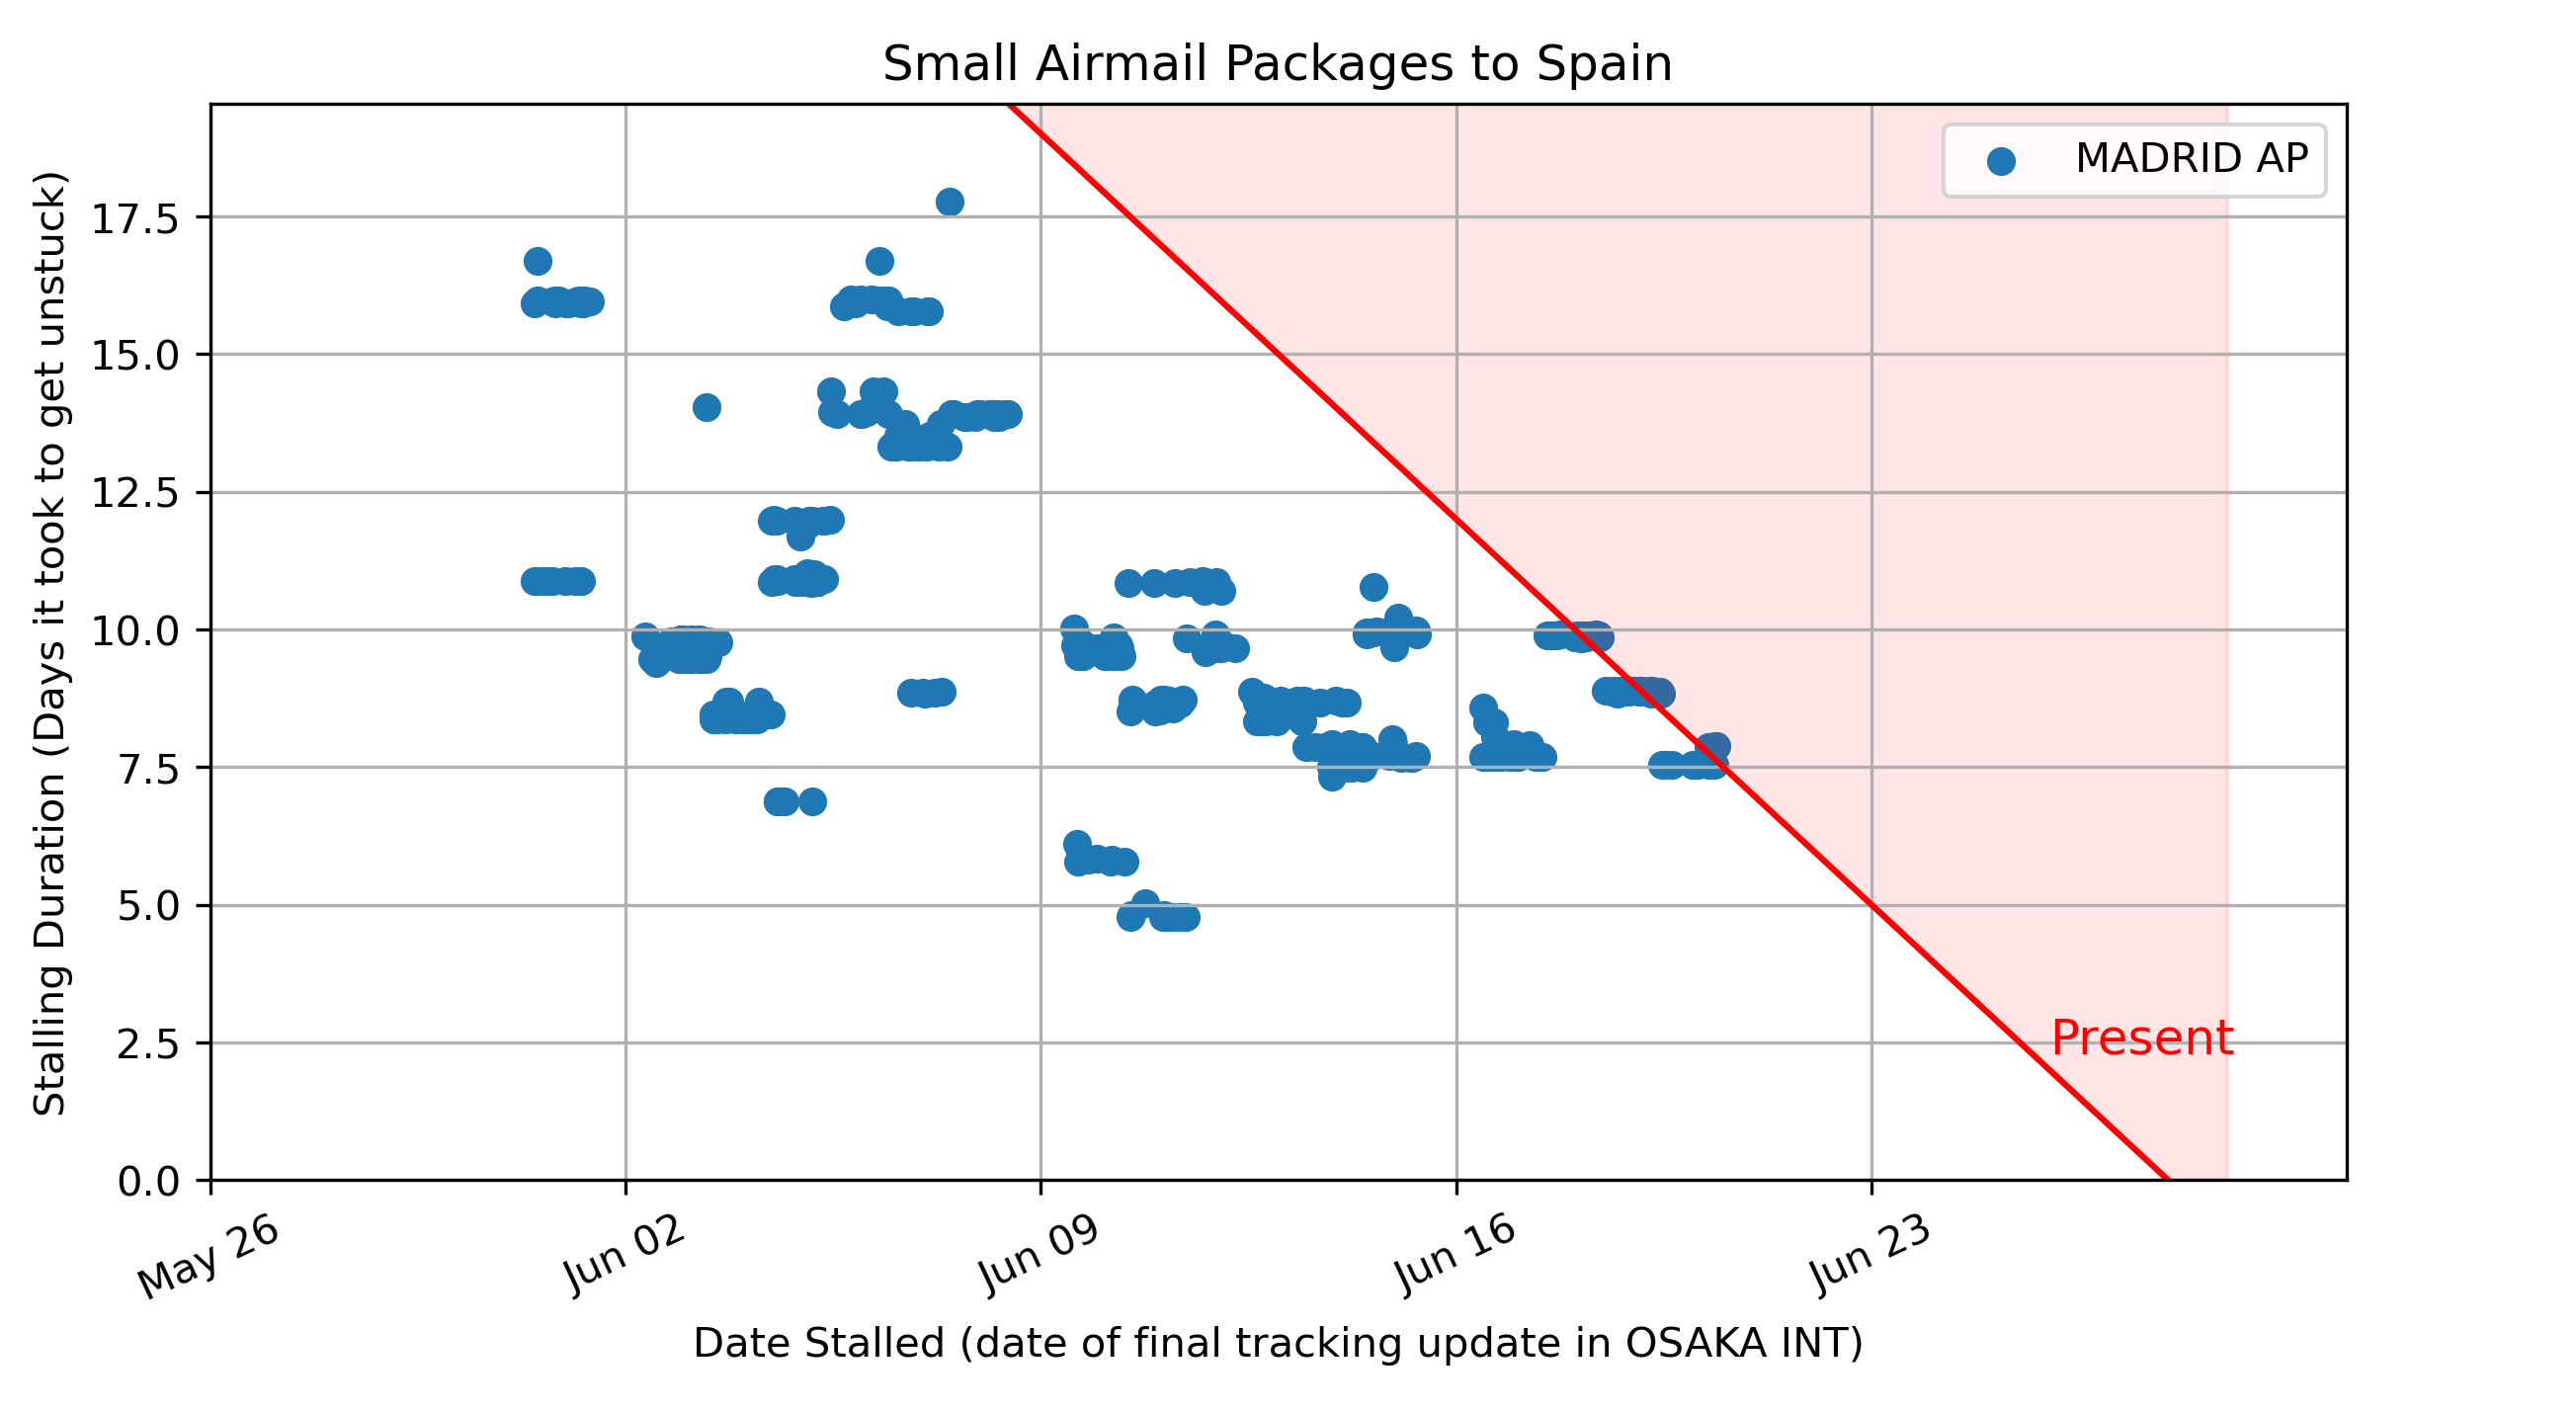 Small Airmail Packages to Spain
MADRID AP
Stalling Duration (Days it took to get unstuck)
17.5
15.0
12.5
10.0
7.5
5.0
2.5
0.0
Present
May 26
Jun 02
Jun 09
Jun 16
Jun 23
Date Stalled (date of final tracking update in OSAKA INT)